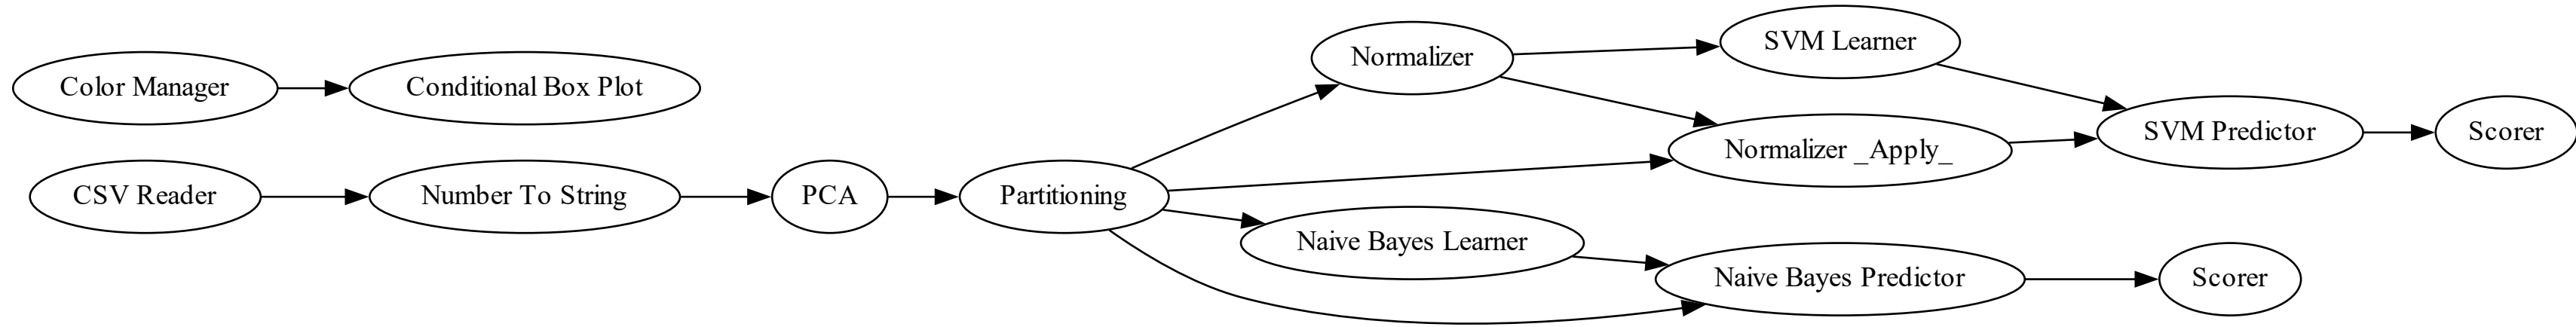 Color Manager
Conditional Box Plot
CSV Reader
Number To String
PCA
Partitioning
Normalizer
SVM Learner
Normalizer _Apply_
SVM Predictor
Scorer
Naive Bayes Learner
Naive Bayes Predictor
Scorer